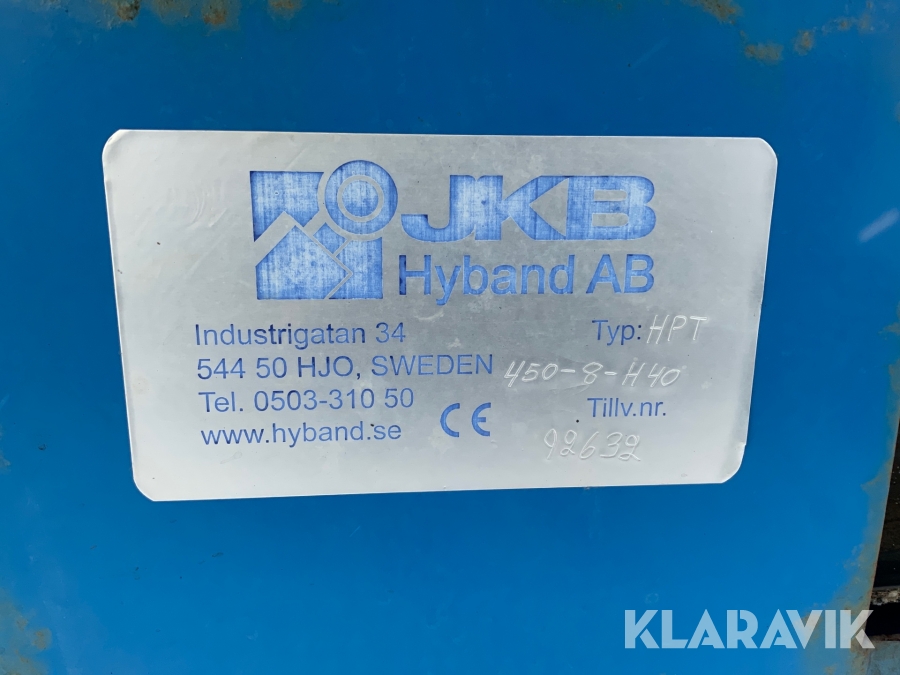 JKB
Hyband AB
Industrigatan 34
Typ: HPT
544 50 HJO, SWEDEN
450-8-H40
Tel. 0503-310 50
CE
Tillv.nr.
www.hyband.se
92632
KLARAVIK